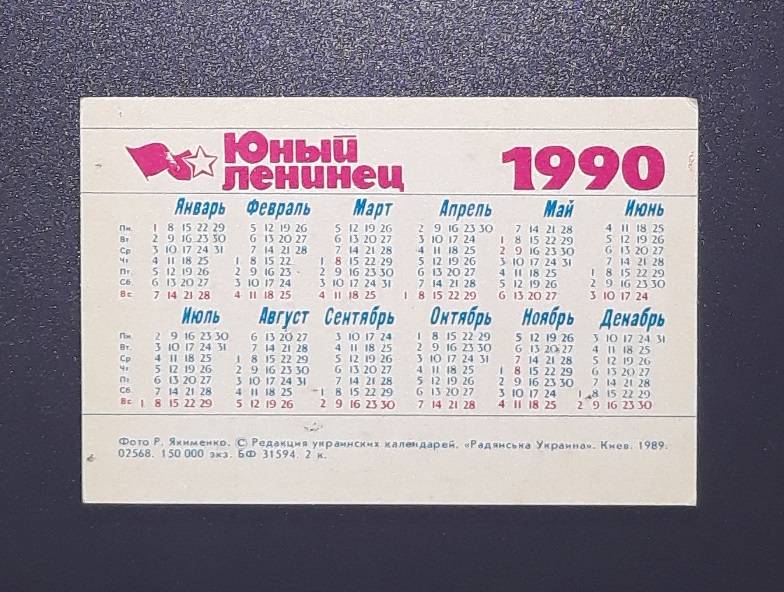 Юный
ленинец
1990
Январь Февраль Март Апрель Май Июнь
Пн. 1 8 15 22 29 5 12 19 26 5 12 19 26 2 9 16 23 30 7 14 21 28 4 11 18 25
Вт 2 9 16 23 30 6 13 20 27 6 13 20 27 3 10 17 24 1 8 15 22 29 5 12 19 26
Ср 3 10 17 24 31 7 14 21 28 7 14 21 28 4 11 18 25 2 9 16 23 30 6 13 20 27
Чт 4 11 18 25 1 8 15 22 1 8 15 22 29 5 12 19 26 3 10 17 24 31 7 14 21 28
Пт 5 12 19 26 2 9 16 23 2 9 16 23 30 6 13 20 27 4 11 18 25 1 8 15 22 29
Сб 6 13 20 27 3 10 17 24 3 10 17 24 31 7 14 21 28 5 12 19 26 2 9 16 23 30
Вс 7 14 21 28 4 11 18 25 4 11 18 25 1 8 15 22 29 6 13 20 27 3 10 17 24
Июль Август Сентябрь Октябрь Ноябрь Декабрь
Пн. 2 9 16 23 30 6 13 20 27 3 10 17 24 1 8 15 22 29 5 12 19 26 3 10 17 24 31
Вт. 3 10 17 24 31 7 14 21 28 4 11 18 25 2 9 16 23 30 6 13 20 27 4 11 18 25
Ср 4 11 18 25 1 8 15 22 29 5 12 19 26 3 10 17 24 31 7 14 21 28 5 12 19 26
Чт. 5 12 19 26 2 9 16 23 30 6 13 20 27 4 11 18 25 1 8 15 22 29 6 13 20 27
Пт 6 13 20 27 3 10 17 24 31 7 14 21 28 5 12 19 26 2 9 16 23 30 7 14 21 28
Сб. 7 14 21 28 4 11 18 25 1 8 15 22 29 6 13 20 27 3 10 17 24 1 8 15 22 29
Вс. 1 8 15 22 29 5 12 19 26 2 9 16 23 30 7 14 21 28 4 11 18 25 2 9 16 23 30
Фото Р. Якименко. © Редакция украинских календарей. «Радянська Украина». Киев. 1989.
02568. 150 000 экз. БФ 31594. 2 к.